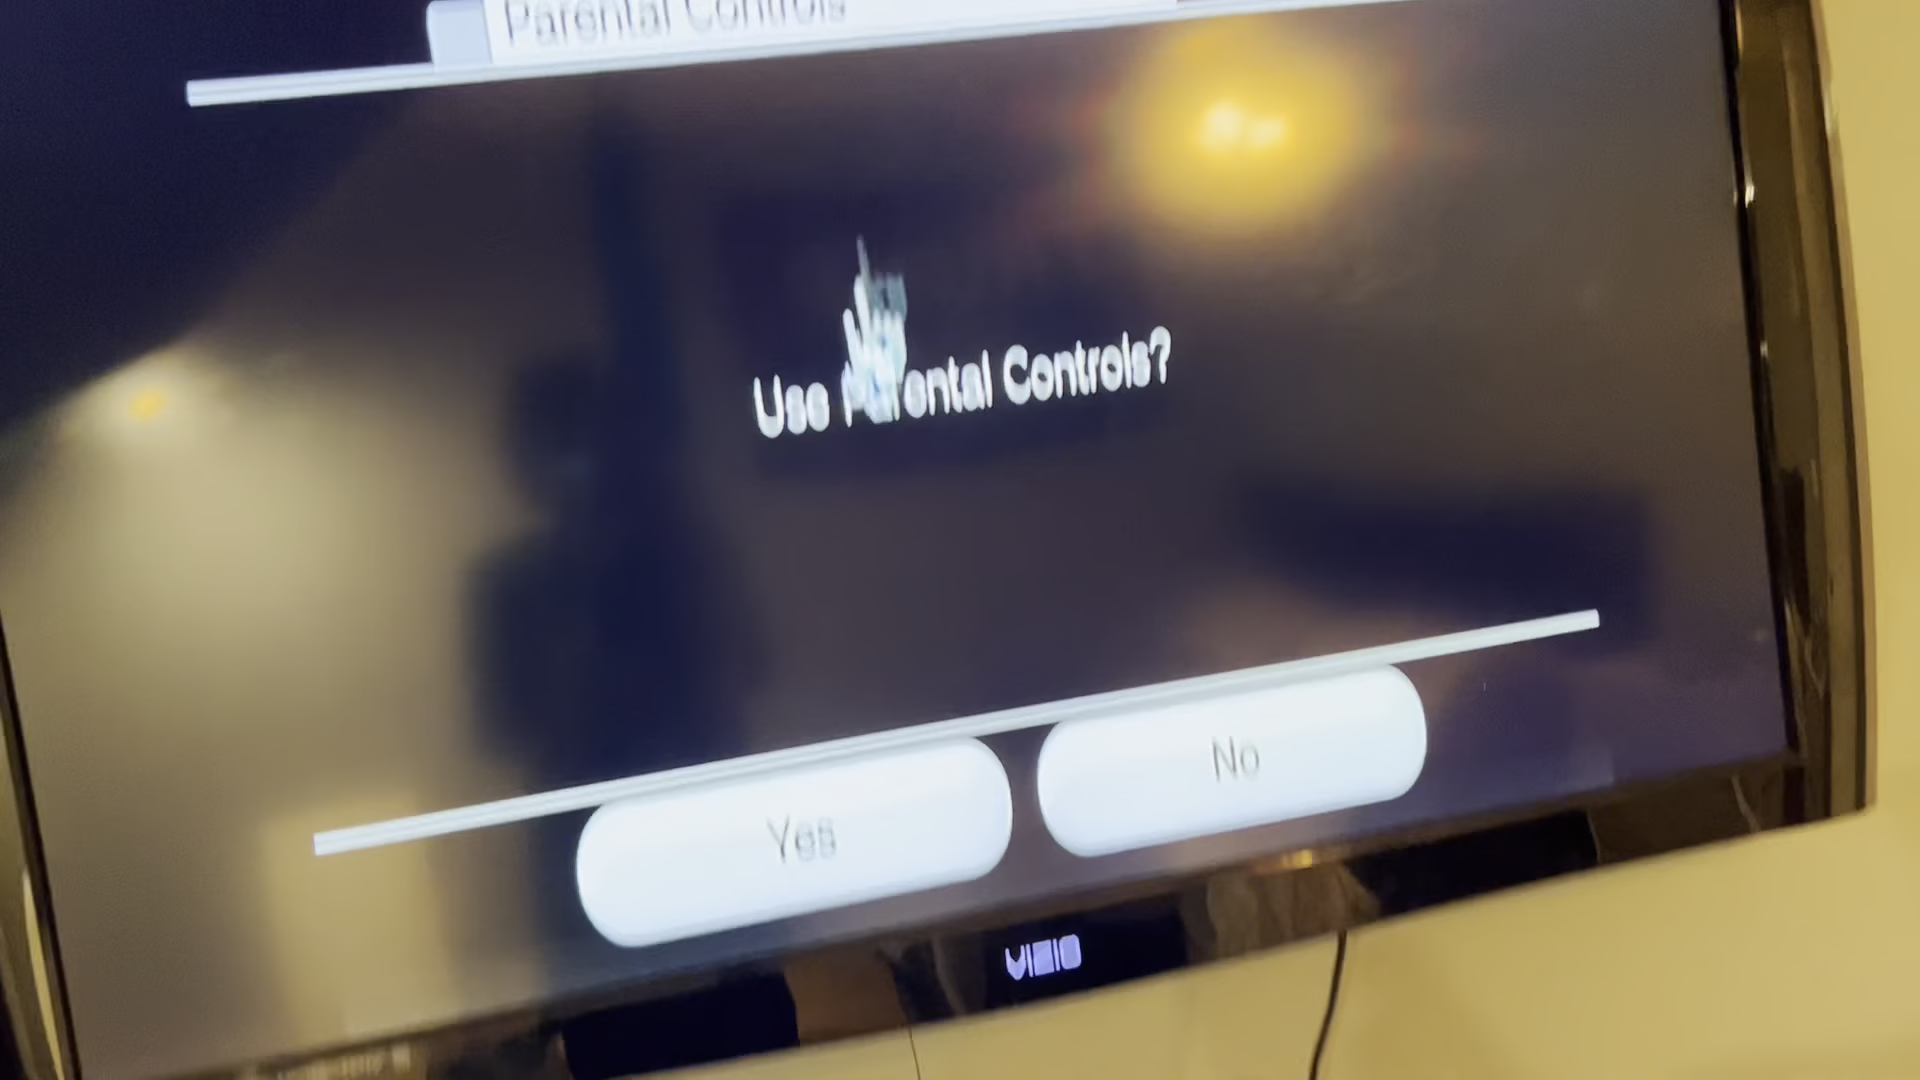 Parental Controls
Use Parental Controls?
Yes
No
VIZIO